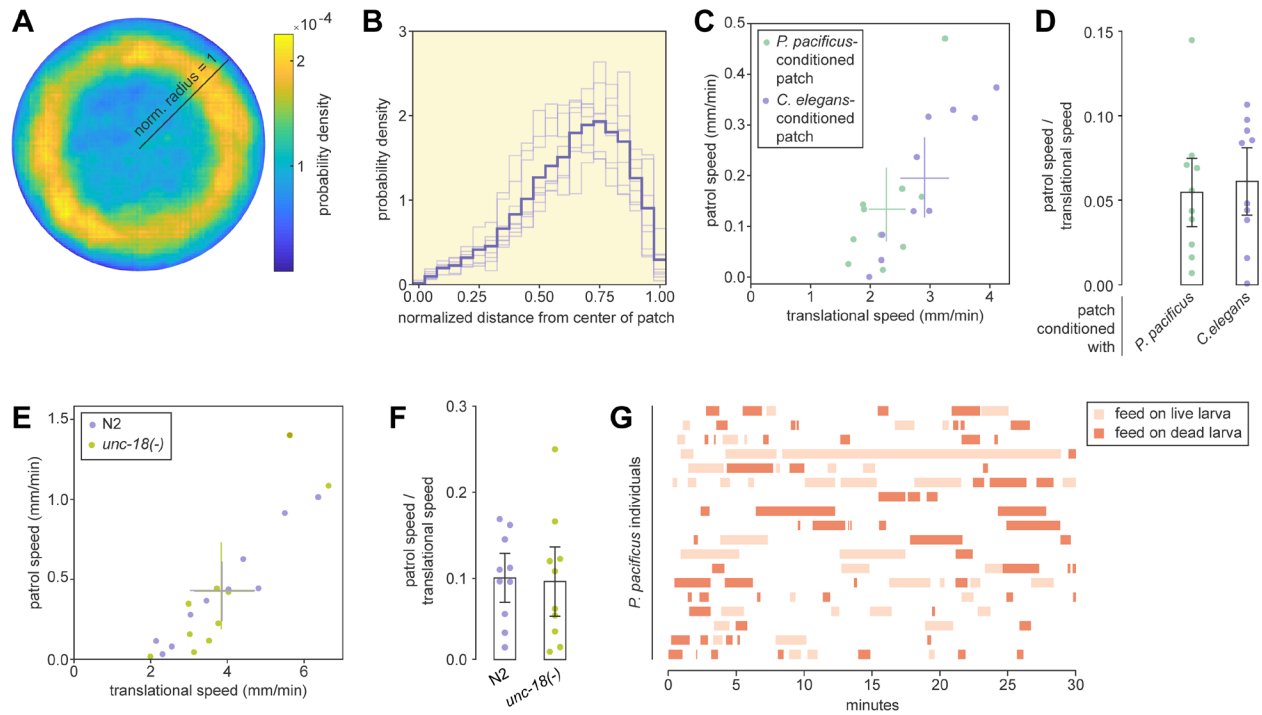 A
norm. radius = 1
×10⁻⁴
2
1
probability density
B
3
2
1
0
probability density
0.00
0.25
0.50
0.75
1.00
normalized distance from center of patch
C
0.5
0.4
0.3
0.2
0.1
0.0
patrol speed (mm/min)
P. pacificus-
conditioned
patch
C. elegans-
conditioned
patch
0
1
2
3
4
translational speed (mm/min)
D
0.15
0.10
0.05
0.00
patrol speed /
translational speed
patch
conditioned
with
P. pacificus
C.elegans
E
1.5
1.0
0.5
0.0
patrol speed (mm/min)
N2
unc-18(-)
0
2
4
6
translational speed (mm/min)
F
0.3
0.2
0.1
0.0
patrol speed /
translational speed
N2
unc-18(-)
G
P. pacificus individuals
feed on live larva
feed on dead larva
0
5
10
15
20
25
30
minutes